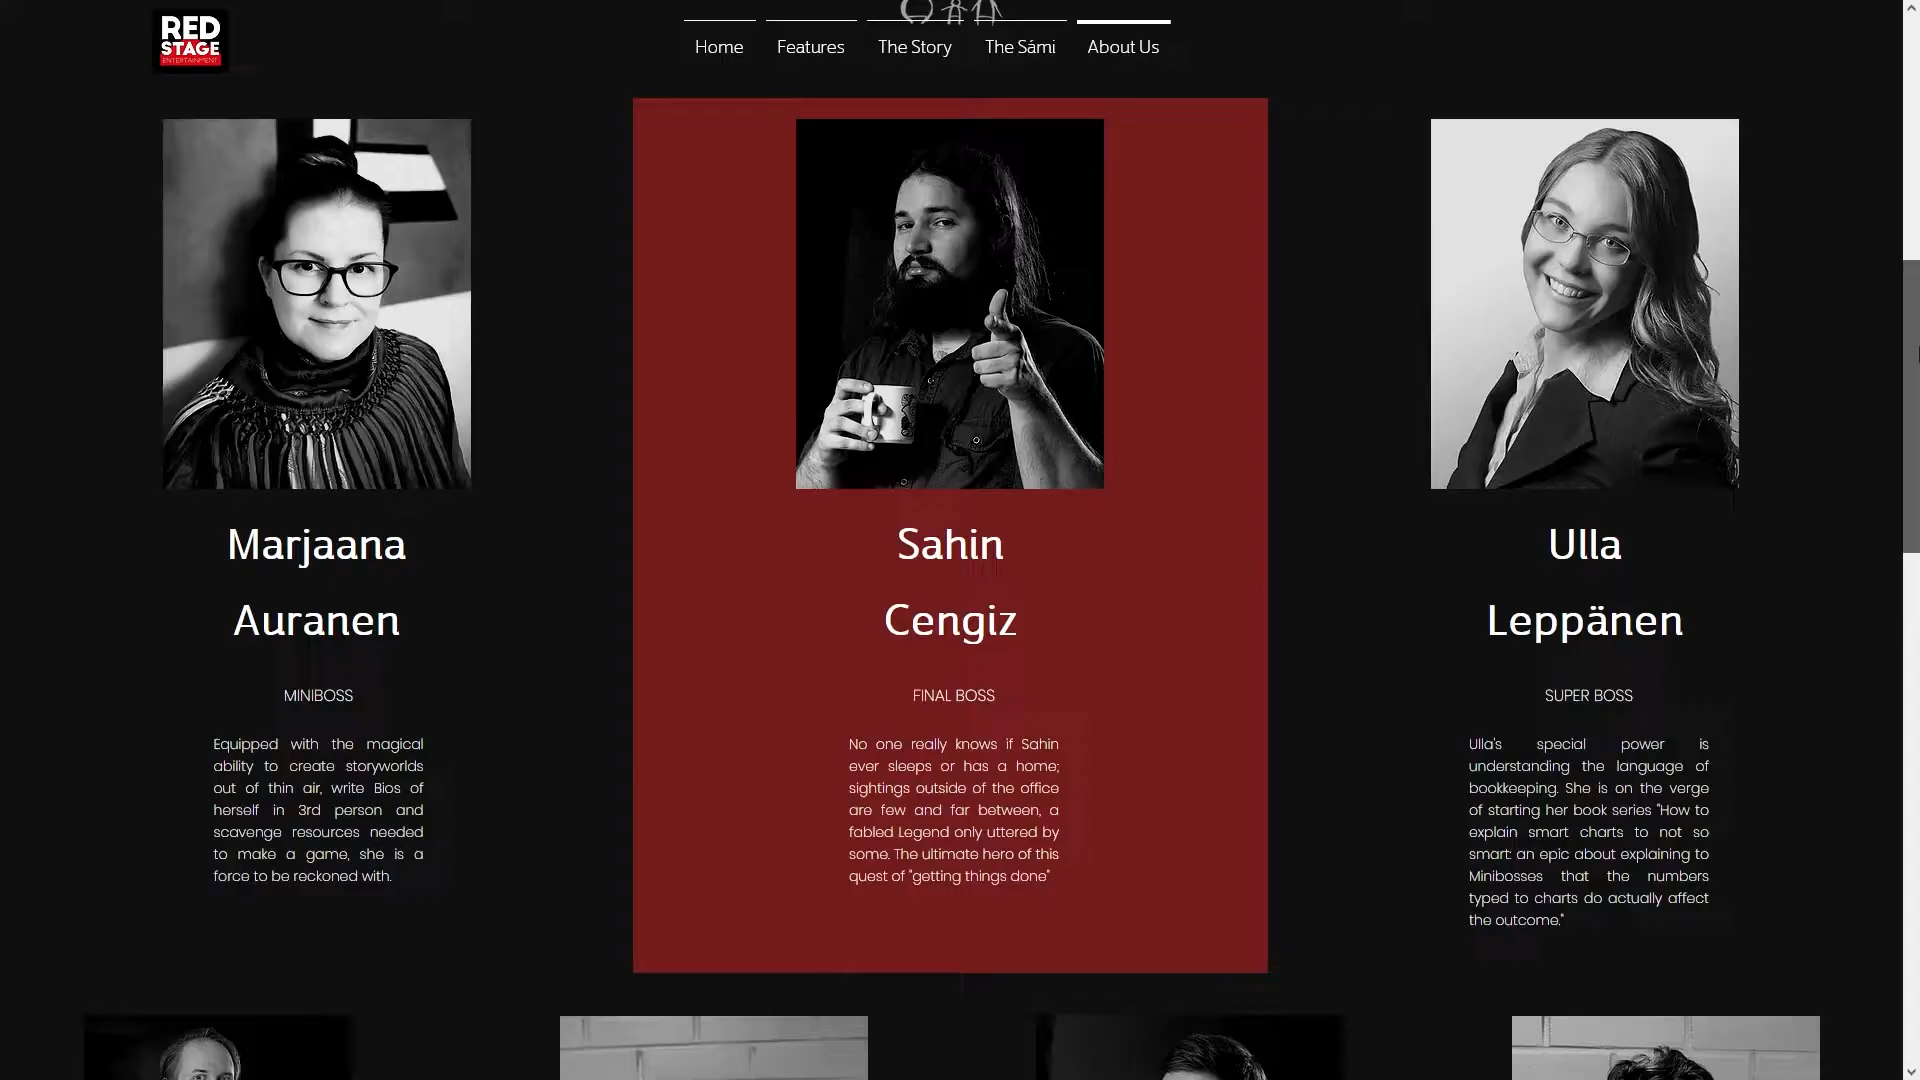 RED
STAGE
ENTERTAINMENT
Home
Features
The Story
The Sámi
About Us
Marjaana
Auranen
MINIBOSS
Equipped with the magical
ability to create storyworlds
out of thin air, write Bios of
herself in 3rd person and
scavenge resources needed
to make a game, she is a
force to be reckoned with.
Sahin
Cengiz
FINAL BOSS
No one really knows if Sahin
ever sleeps or has a home;
sightings outside of the office
are few and far between, a
fabled Legend only uttered by
some. The ultimate hero of this
quest of "getting things done"
Ulla
Leppänen
SUPER BOSS
Ulla's special power is
understanding the language of
bookkeeping. She is on the verge
of starting her book series "How to
explain smart charts to not so
smart: an epic about explaining to
Minibosses that the numbers
typed to charts do actually affect
the outcome."